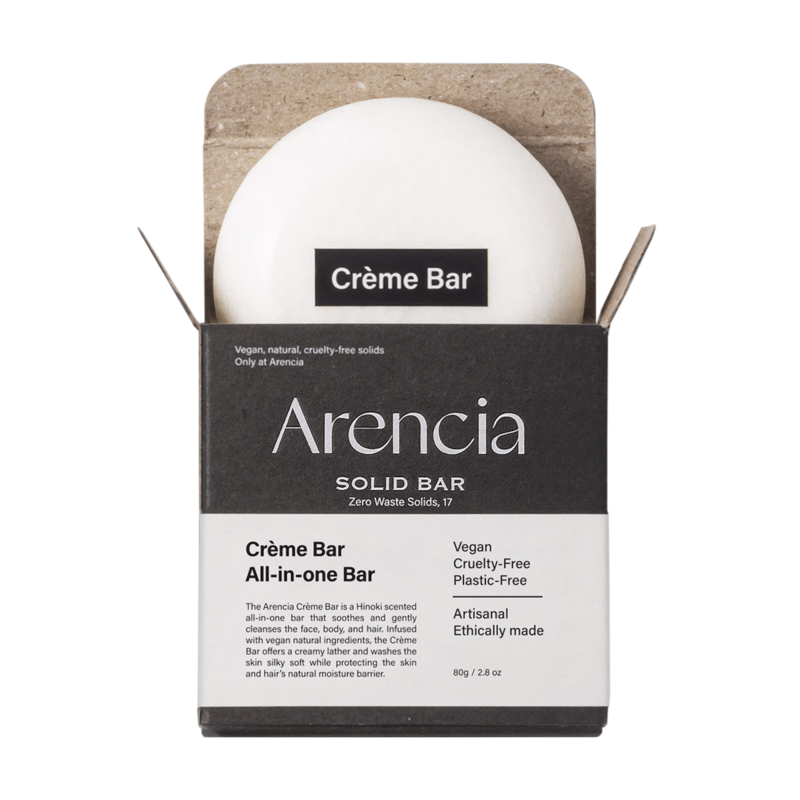 Crème Bar
Vegan, natural, cruelty-free solids
Only at Arencia
Arencia
SOLID BAR
Zero Waste Solids, 17
Crème Bar
All-in-one Bar
The Arencia Crème Bar is a Hinoki scented
all-in-one bar that soothes and gently
cleanses the face, body, and hair. Infused
with vegan natural ingredients, the Crème
Bar offers a creamy lather and washes the
skin silky soft while protecting the skin
and hair's natural moisture barrier.
Vegan
Cruelty-Free
Plastic-Free
Artisanal
Ethically made
80g / 2.8 oz